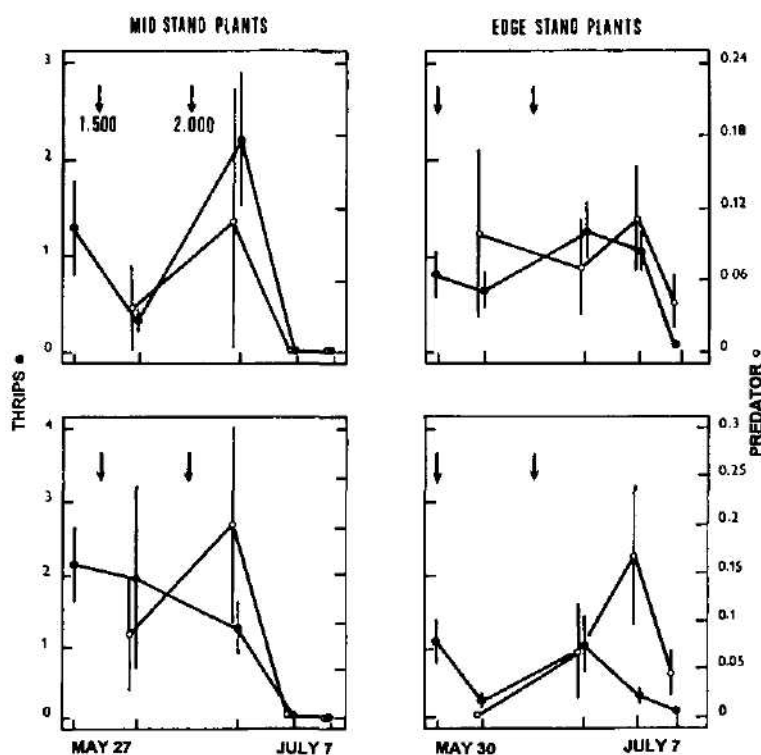 MID STAND PLANTS
EDGE STAND PLANTS
3
2
1
0
1.500
2.000
0.24
0.18
0.12
0.06
0
THRIPS ●
PREDATOR ○
4
3
2
1
0
0.3
0.25
0.2
0.15
0.1
0.05
0
MAY 27
JULY 7
MAY 30
JULY 7